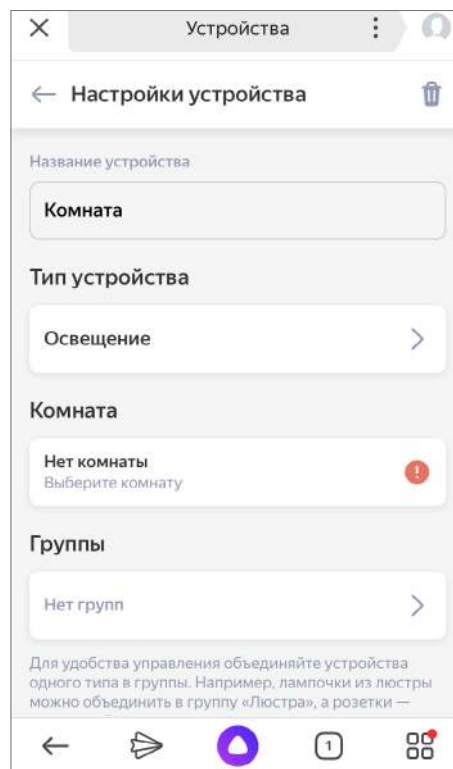 Устройства
Настройки устройства
Название устройства
Комната
Тип устройства
Освещение
Комната
Нет комнаты
Выберите комнату
!
Группы
Нет групп
Для удобства управления объединяйте устройства
одного типа в группы. Например, лампочки из люстры
можно объединить в группу «Люстра», а розетки —
1